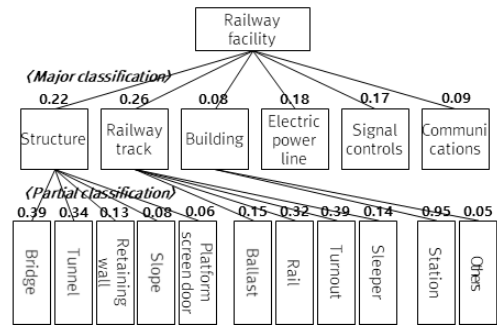 Railway
facility
<Major classification>
0.22 0.26 0.08 0.18 0.17 0.09
Structure
Railway
track
Building
Electric
power
line
Signal
controls
Communi
cations
<Partial classification>
0.39 0.34 0.13 0.08 0.06 0.15 0.32 0.39 0.14 0.95 0.05
Bridge
Tunnel
Retaining
wall
Slope
Platform
screen door
Ballast
Rail
Turnout
Sleeper
Station
Others